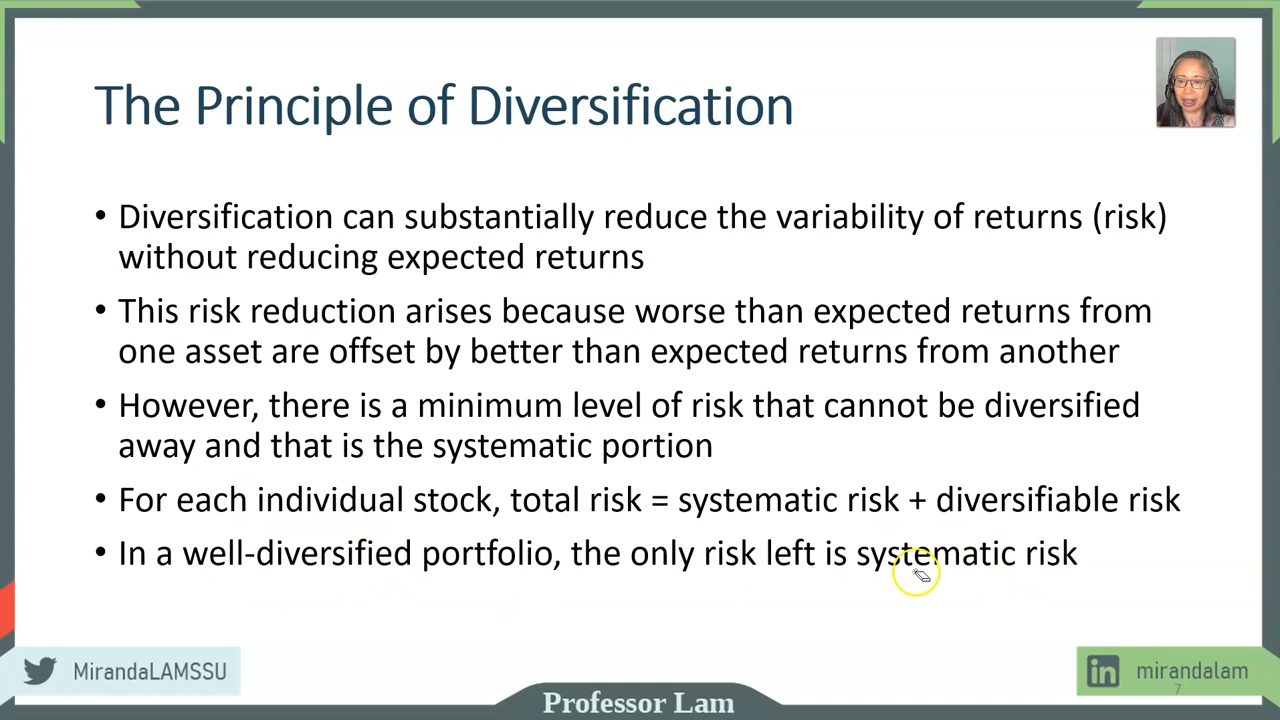 The Principle of Diversification
• Diversification can substantially reduce the variability of returns (risk)
without reducing expected returns
• This risk reduction arises because worse than expected returns from
one asset are offset by better than expected returns from another
• However, there is a minimum level of risk that cannot be diversified
away and that is the systematic portion
• For each individual stock, total risk = systematic risk + diversifiable risk
• In a well-diversified portfolio, the only risk left is systematic risk
MirandaLAMSSU
Professor Lam
in mirandalam
7